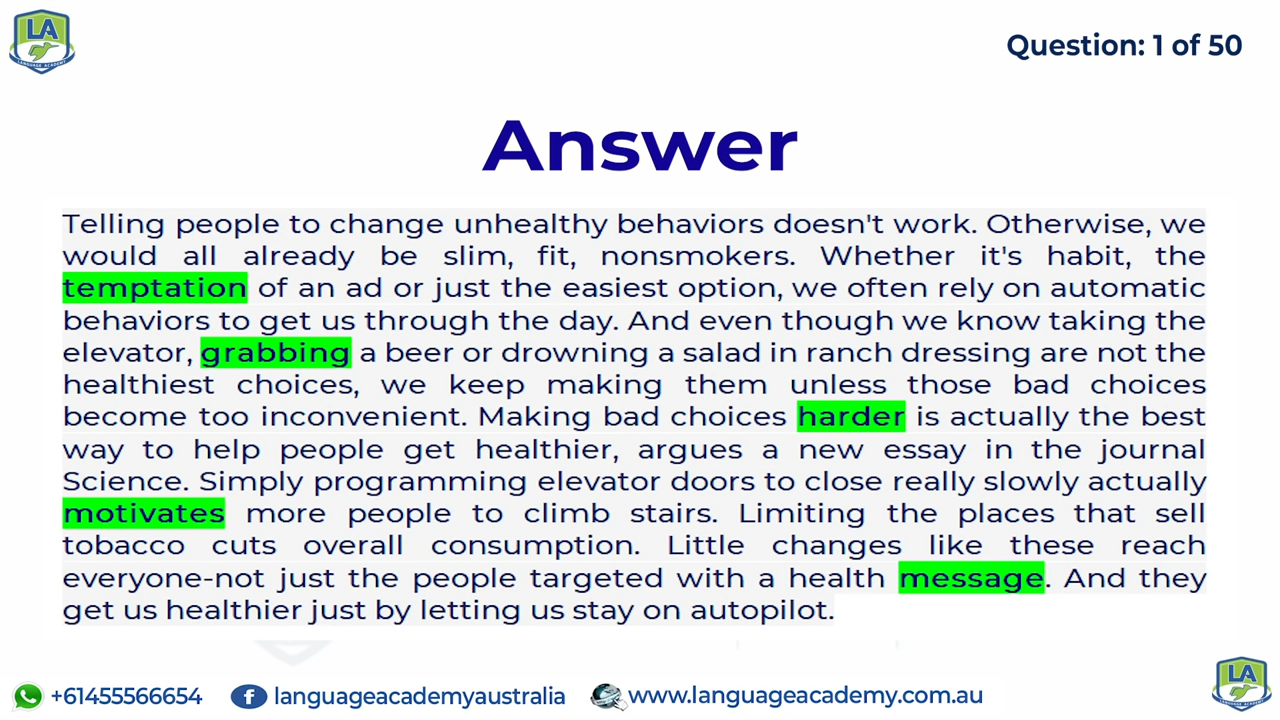 LA
LANGUAGE ACADEMY
Question: 1 of 50
Answer
Telling people to change unhealthy behaviors doesn't work. Otherwise, we
would all already be slim, fit, nonsmokers. Whether it's habit, the
temptation of an ad or just the easiest option, we often rely on automatic
behaviors to get us through the day. And even though we know taking the
elevator, grabbing a beer or drowning a salad in ranch dressing are not the
healthiest choices, we keep making them unless those bad choices
become too inconvenient. Making bad choices harder is actually the best
way to help people get healthier, argues a new essay in the journal
Science. Simply programming elevator doors to close really slowly actually
motivates more people to climb stairs. Limiting the places that sell
tobacco cuts overall consumption. Little changes like these reach
everyone-not just the people targeted with a health message. And they
get us healthier just by letting us stay on autopilot.
+61455566654
languageacademyaustralia
www.languageacademy.com.au
LA
LANGUAGE ACADEMY